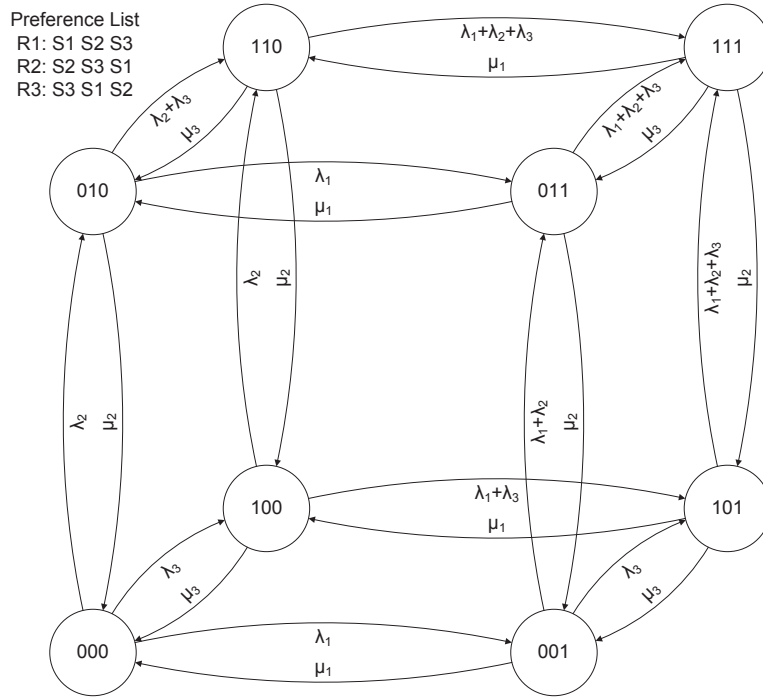 Preference List
R1: S1 S2 S3
R2: S2 S3 S1
R3: S3 S1 S2
110
λ₁+λ₂+λ₃
μ₁
111
λ₂+λ₃
μ₃
λ₁+λ₂+λ₃
μ₃
010
λ₁
μ₁
011
λ₂
μ₂
λ₁+λ₂+λ₃
μ₂
λ₂
μ₂
λ₁+λ₂
μ₂
100
λ₁+λ₃
μ₁
101
λ₃
μ₃
λ₃
μ₃
000
λ₁
μ₁
001